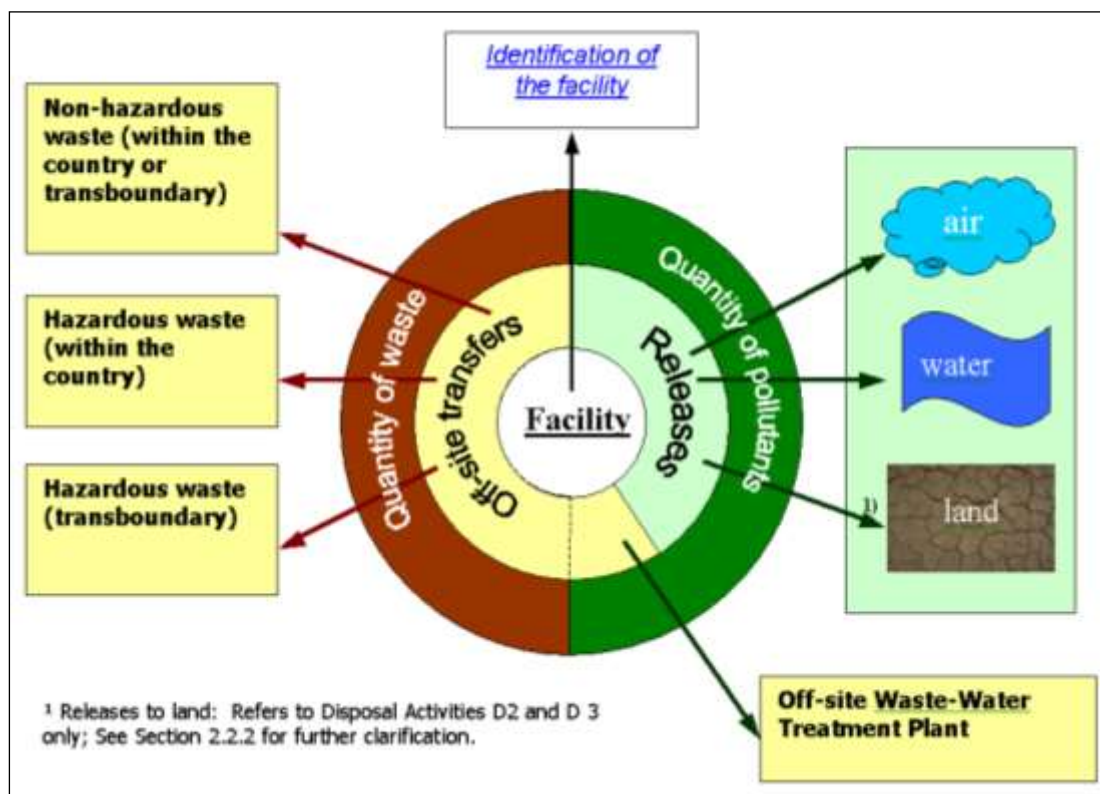 Identification of
the facility
Non-hazardous
waste (within the
country or
transboundary)
Hazardous waste
(within the
country)
Hazardous waste
(transboundary)
Quantity of waste
Off-site transfers
Facility
Releases
Quantity of pollutants
air
water
1)
land
Off-site Waste-Water
Treatment Plant
¹ Releases to land: Refers to Disposal Activities D2 and D 3
only; See Section 2.2.2 for further clarification.